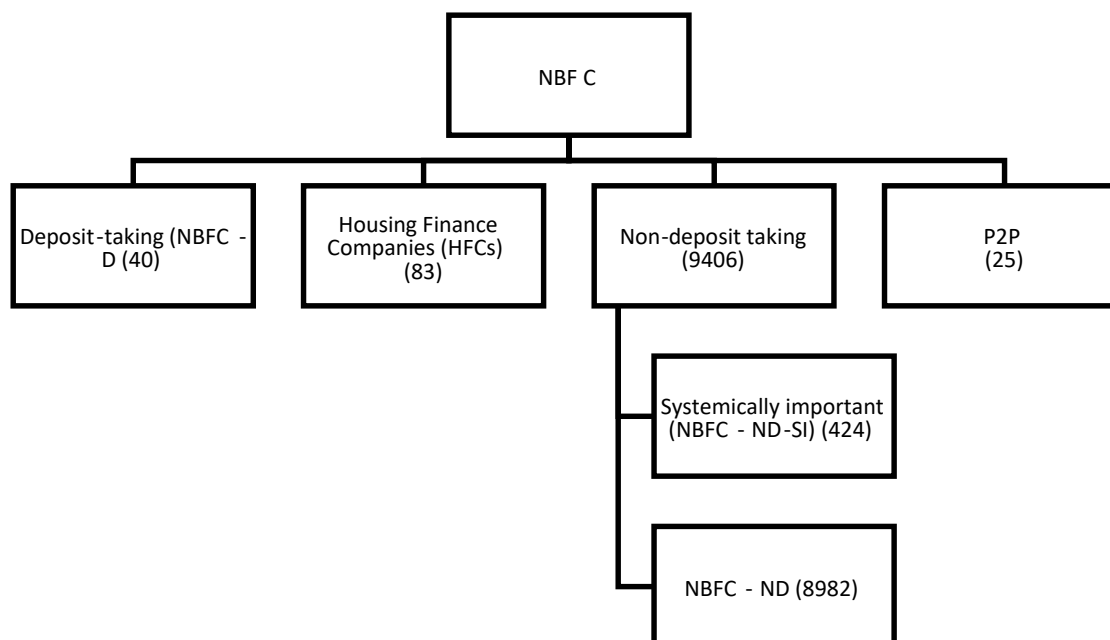 NBF C
Deposit-taking (NBFC -
D (40)
Housing Finance
Companies (HFCs)
(83)
Non-deposit taking
(9406)
P2P
(25)
Systemically important
(NBFC - ND-SI) (424)
NBFC - ND (8982)